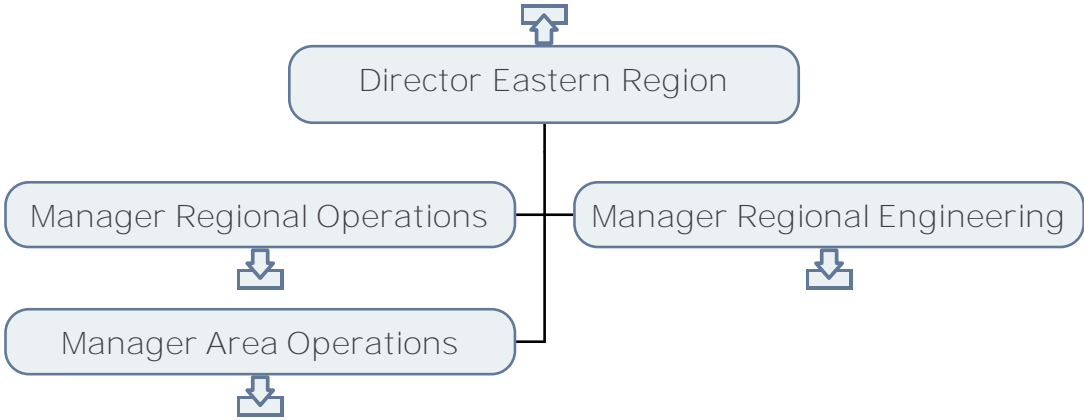 Director Eastern Region
Manager Regional Operations
Manager Regional Engineering
Manager Area Operations